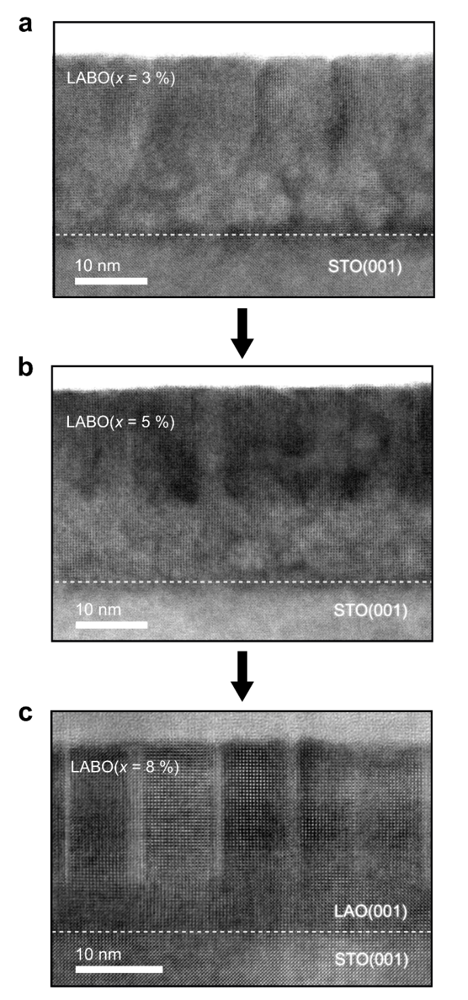 a
LABO(x = 3 %)
10 nm
STO(001)
b
LABO(x = 5 %)
10 nm
STO(001)
c
LABO(x = 8 %)
LAO(001)
10 nm
STO(001)